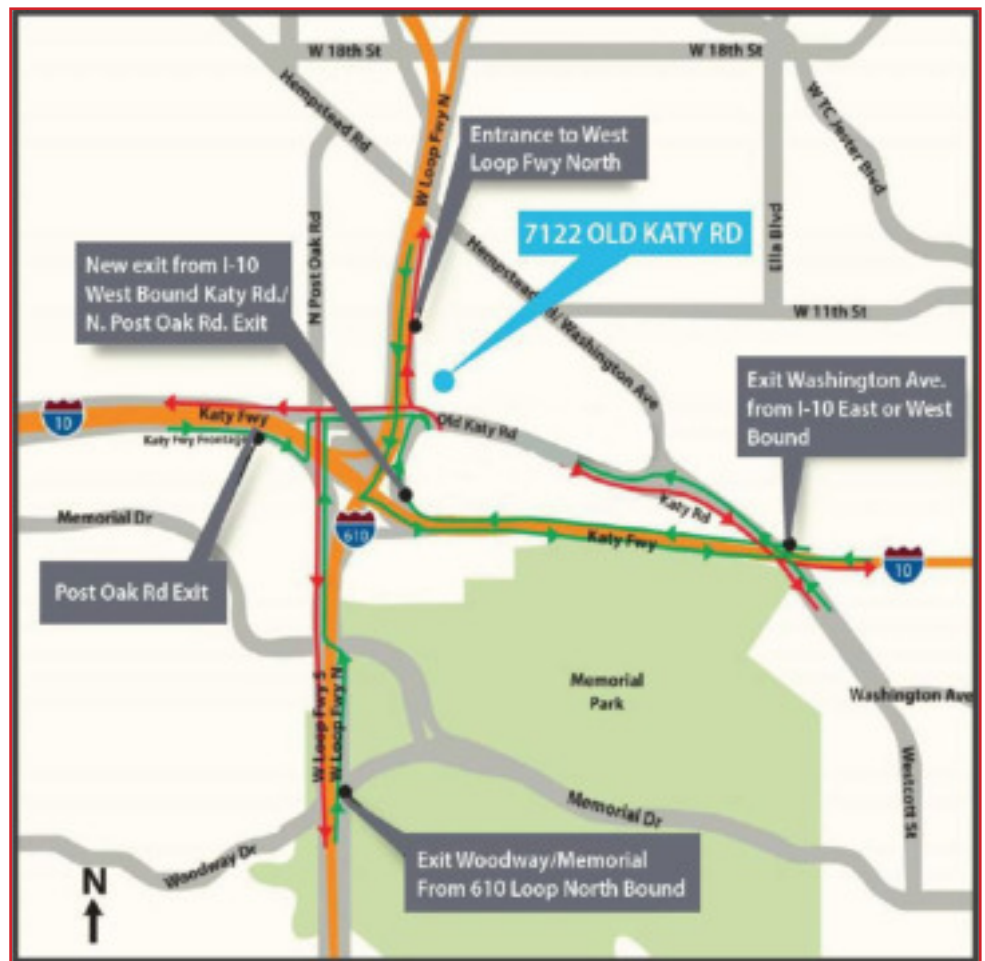 W 18th St
W 18th St
Hempstead Rd
W Loop Fwy N
W TC Jester Blvd
Entrance to West
Loop Fwy North
7122 OLD KATY RD
N Post Oak Rd
Ella Blvd
New exit from I-10
West Bound Katy Rd./
N. Post Oak Rd. Exit
Hempstead Rd/ Washington Ave
W 11th St
Exit Washington Ave.
from I-10 East or West
Bound
10
Katy Fwy
Katy Fwy Frontage
Old Katy Rd
Katy Rd
Memorial Dr
610
Katy Fwy
10
Post Oak Rd Exit
Memorial
Park
W Loop Fwy S
W Loop Fwy N
Washington Ave
Westcott St
Memorial Dr
Woodway Dr
Exit Woodway/Memorial
From 610 Loop North Bound
N